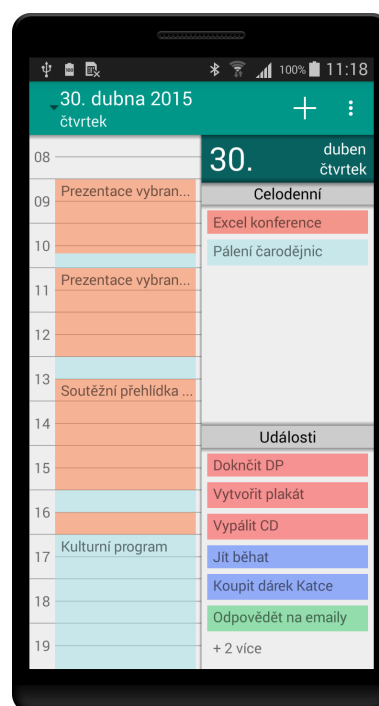 100% 11:18
30. dubna 2015
čtvrtek
08
09
10
11
12
13
14
15
16
17
18
19
Prezentace vybran...
Prezentace vybran...
Soutěžní přehlídka ...
Kulturní program
30.
duben
čtvrtek
Celodenní
Excel konference
Pálení čarodějnic
Události
Doknčit DP
Vytvořit plakát
Vypálit CD
Jít běhat
Koupit dárek Katce
Odpovědět na emaily
+ 2 více